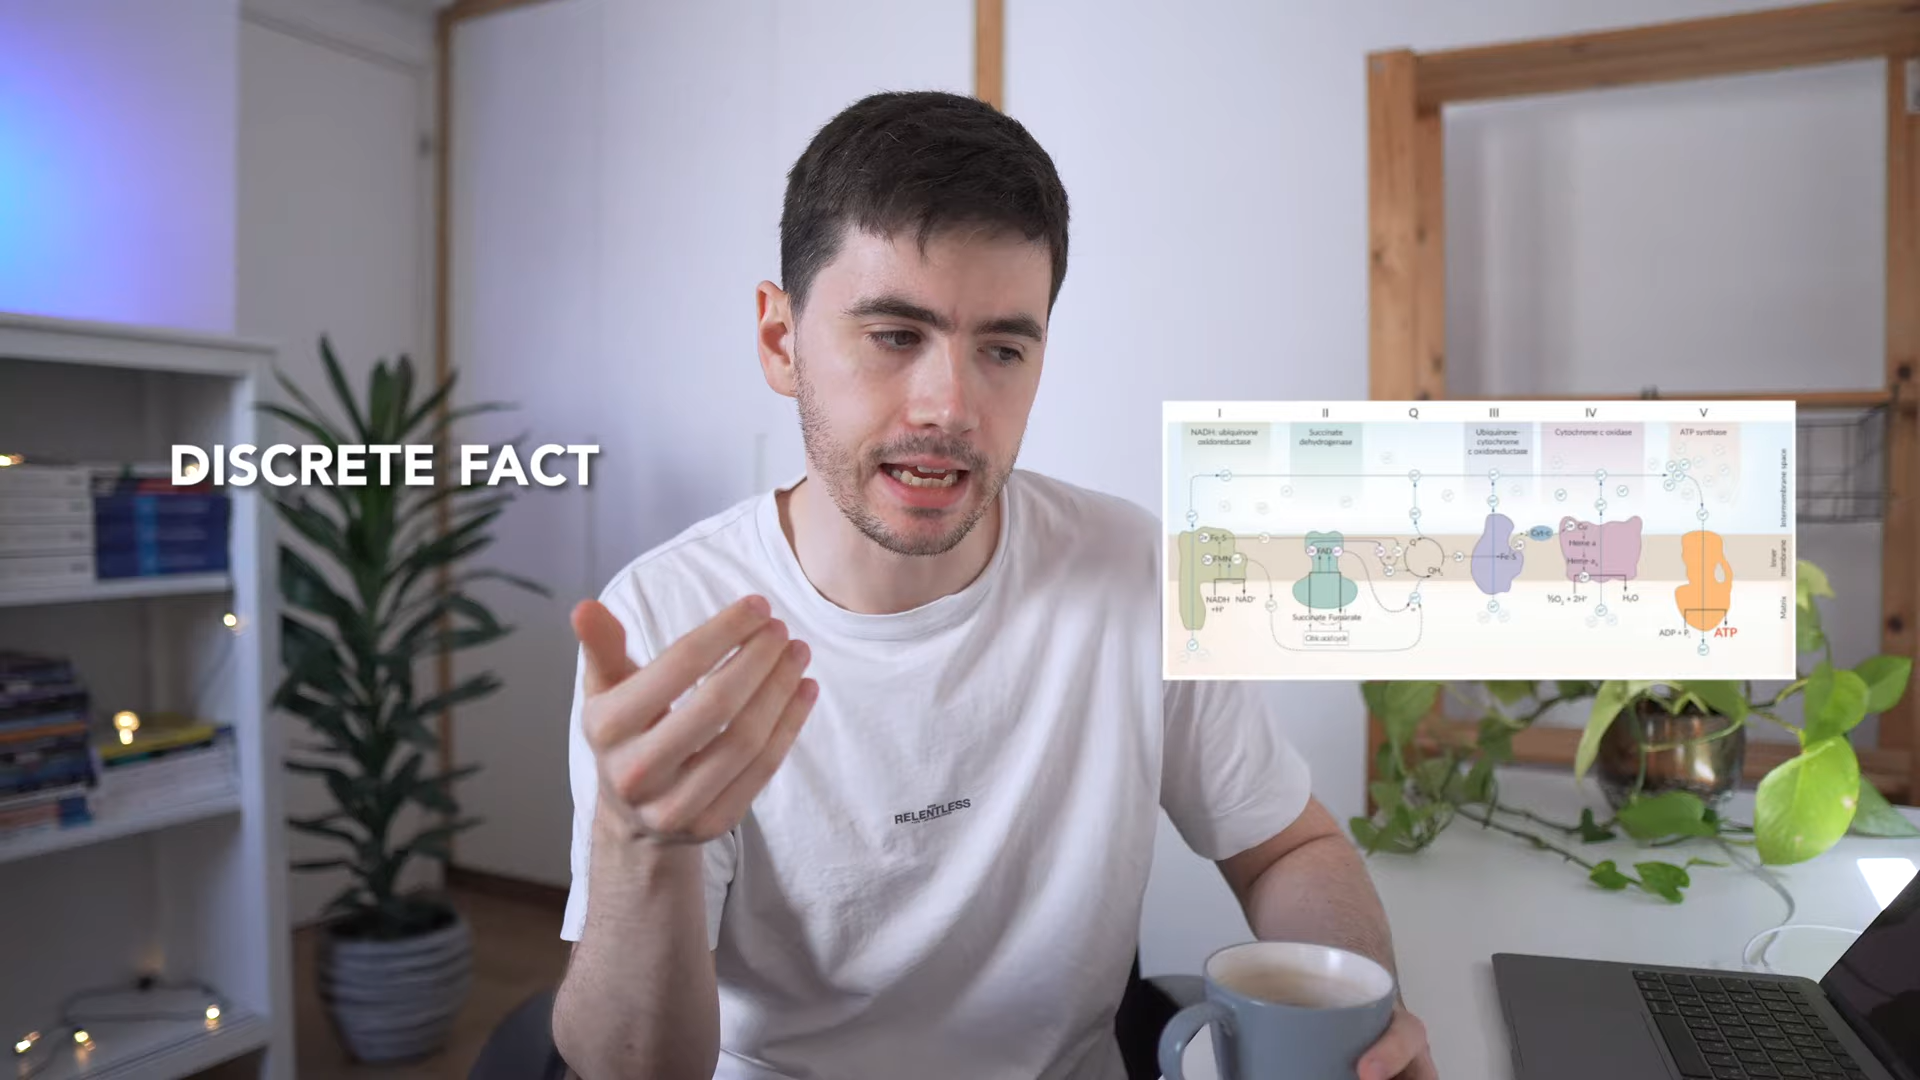 DISCRETE FACT
I II Q III IV V
NADH: ubiquinone
oxidoreductase
Succinate
dehydrogenase
Ubiquinone-
cytochrome
c oxidoreductase
Cytochrome c oxidase
ATP synthase
Intermembrane space
Inner
membrane
Matrix
Fe S
FMN
NADH
+H⁺
NAD⁺
FAD
Succinate Fumarate
Citric acid cycle
Q
QH₂
Fe S
Cyt c
Cu
Heme a
Heme a₃
½O₂ + 2H⁺
H₂O
ADP + Pᵢ
ATP
RELENTLESS